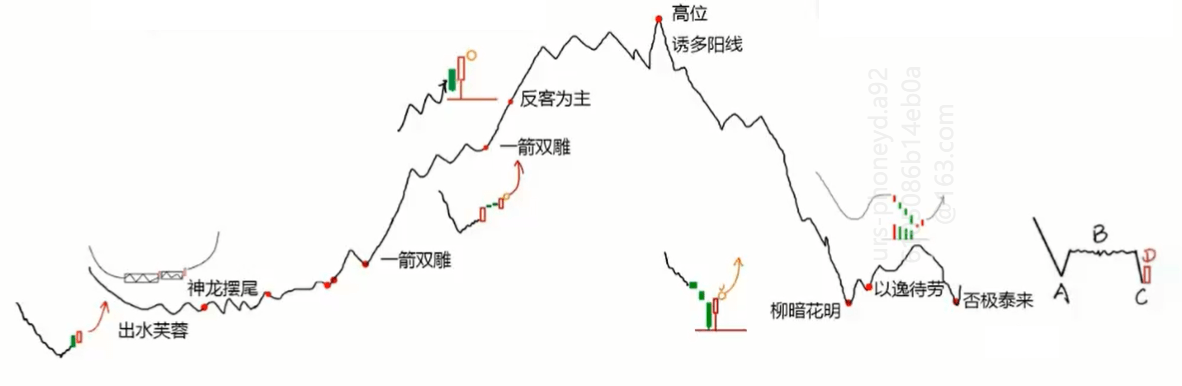 高位
诱多阳线
反客为主
一箭双雕
一箭双雕
神龙摆尾
出水芙蓉
柳暗花明
以逸待劳
否极泰来
A
B
C
D
urs-phoneyd.a92
5086b14eb0a
@163.com